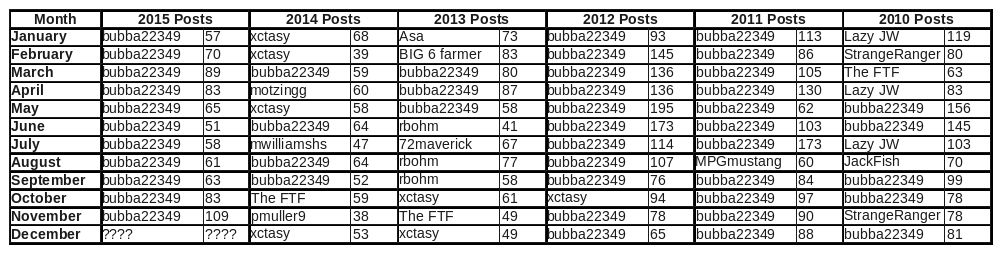 Month 2015 Posts 2014 Posts 2013 Posts 2012 Posts 2011 Posts 2010 Posts
January bubba22349 57 xctasy 68 Asa 73 bubba22349 93 bubba22349 113 Lazy JW 119
February bubba22349 70 xctasy 39 BIG 6 farmer 83 bubba22349 145 bubba22349 86 StrangeRanger 80
March bubba22349 89 bubba22349 59 bubba22349 80 bubba22349 136 bubba22349 105 The FTF 63
April bubba22349 83 motzingg 60 bubba22349 87 bubba22349 136 bubba22349 130 Lazy JW 83
May bubba22349 65 xctasy 58 bubba22349 58 bubba22349 195 bubba22349 62 bubba22349 156
June bubba22349 51 bubba22349 64 rbohm 41 bubba22349 173 bubba22349 103 bubba22349 145
July bubba22349 58 mwilliamshs 47 72maverick 67 bubba22349 114 bubba22349 173 Lazy JW 103
August bubba22349 61 bubba22349 64 rbohm 77 bubba22349 107 MPGmustang 60 JackFish 70
September bubba22349 63 bubba22349 52 rbohm 58 bubba22349 76 bubba22349 84 bubba22349 99
October bubba22349 83 The FTF 59 xctasy 61 xctasy 94 bubba22349 97 bubba22349 78
November bubba22349 109 pmuller9 38 The FTF 49 bubba22349 78 bubba22349 90 StrangeRanger 78
December ???? ???? xctasy 53 xctasy 49 bubba22349 65 bubba22349 88 bubba22349 81